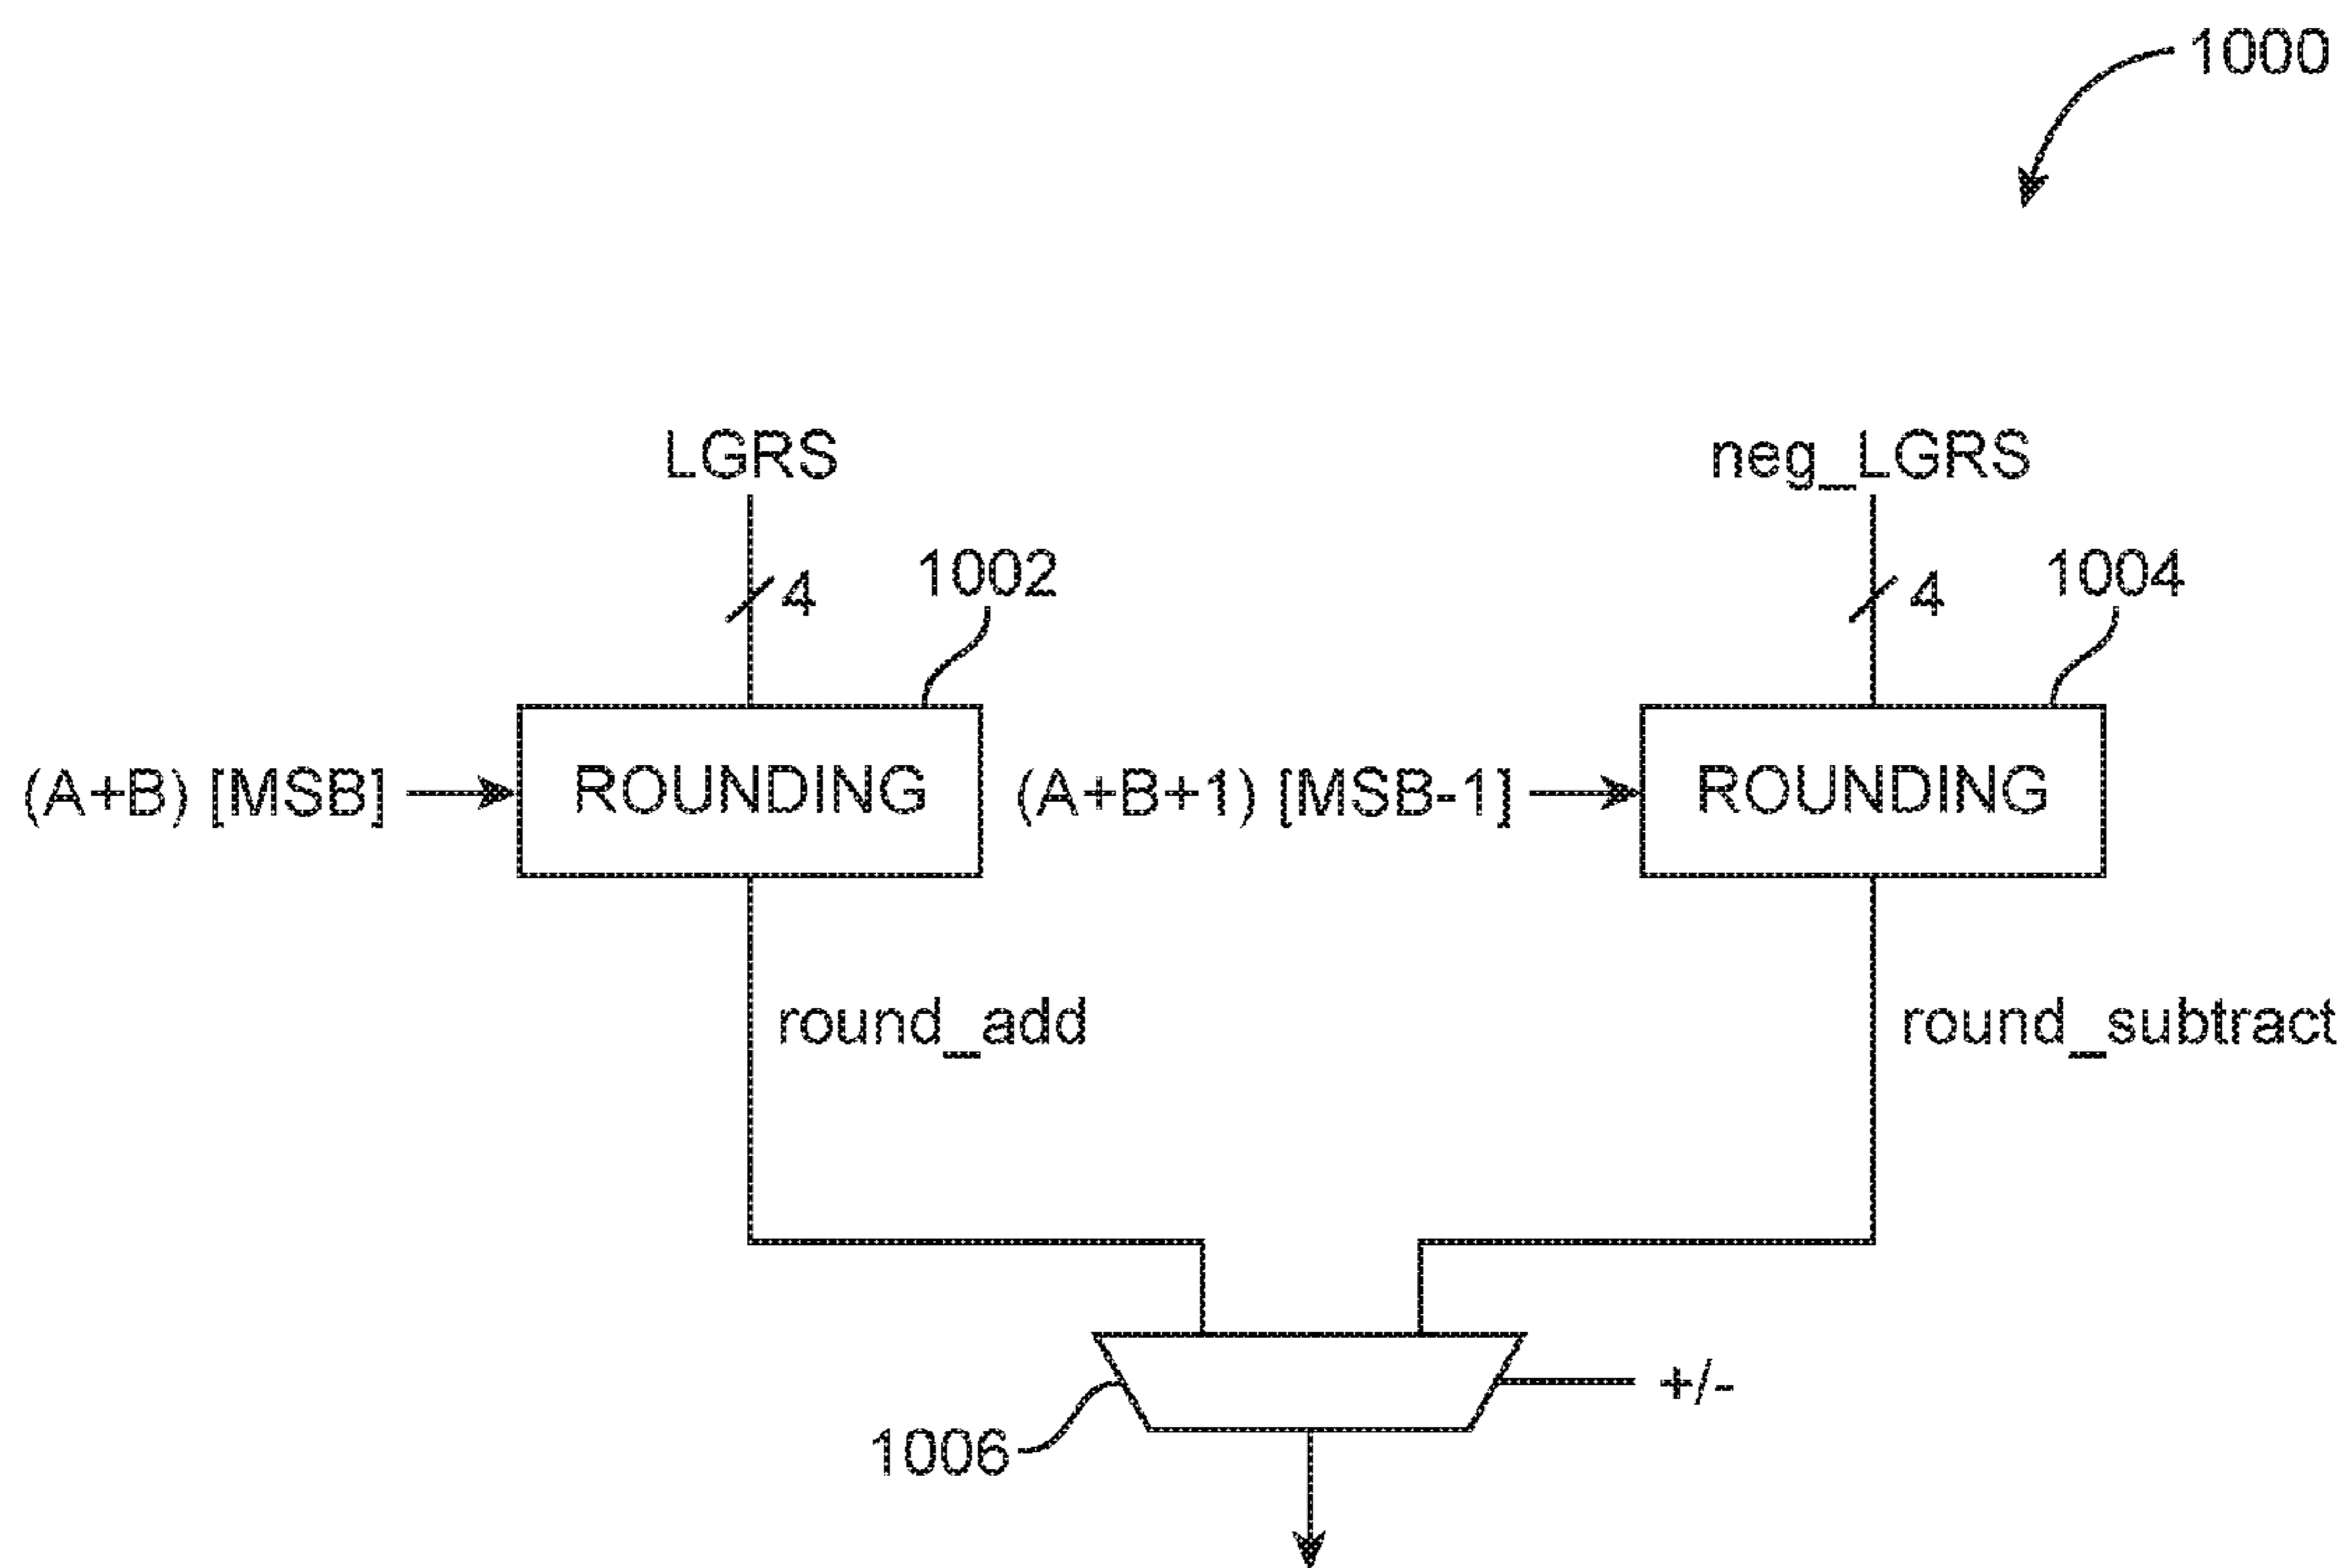 1000
LGRS
neg_LGRS
4
1002
4
1004
(A+B) [MSB]
ROUNDING
(A+B+1) [MSB-1]
ROUNDING
round_add
round_subtract
+/-
1006